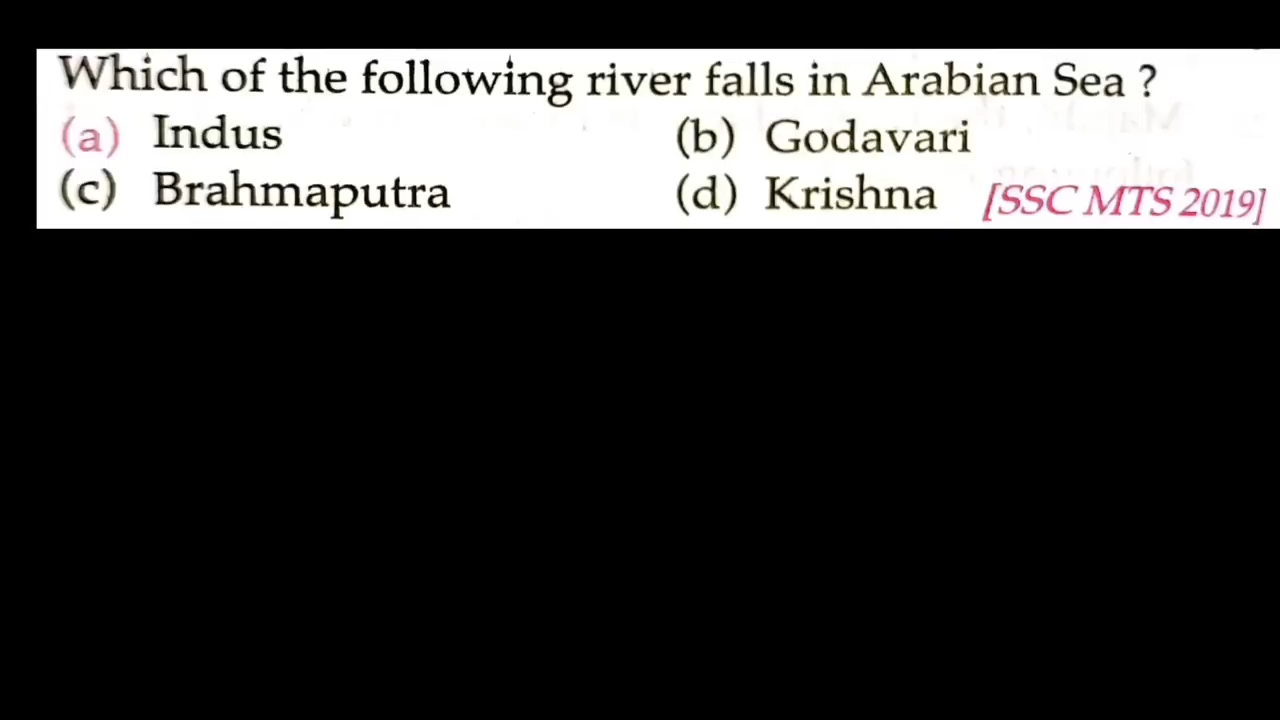 Which of the following river falls in Arabian Sea ?
(a) Indus (b) Godavari
(c) Brahmaputra (d) Krishna [SSC MTS 2019]